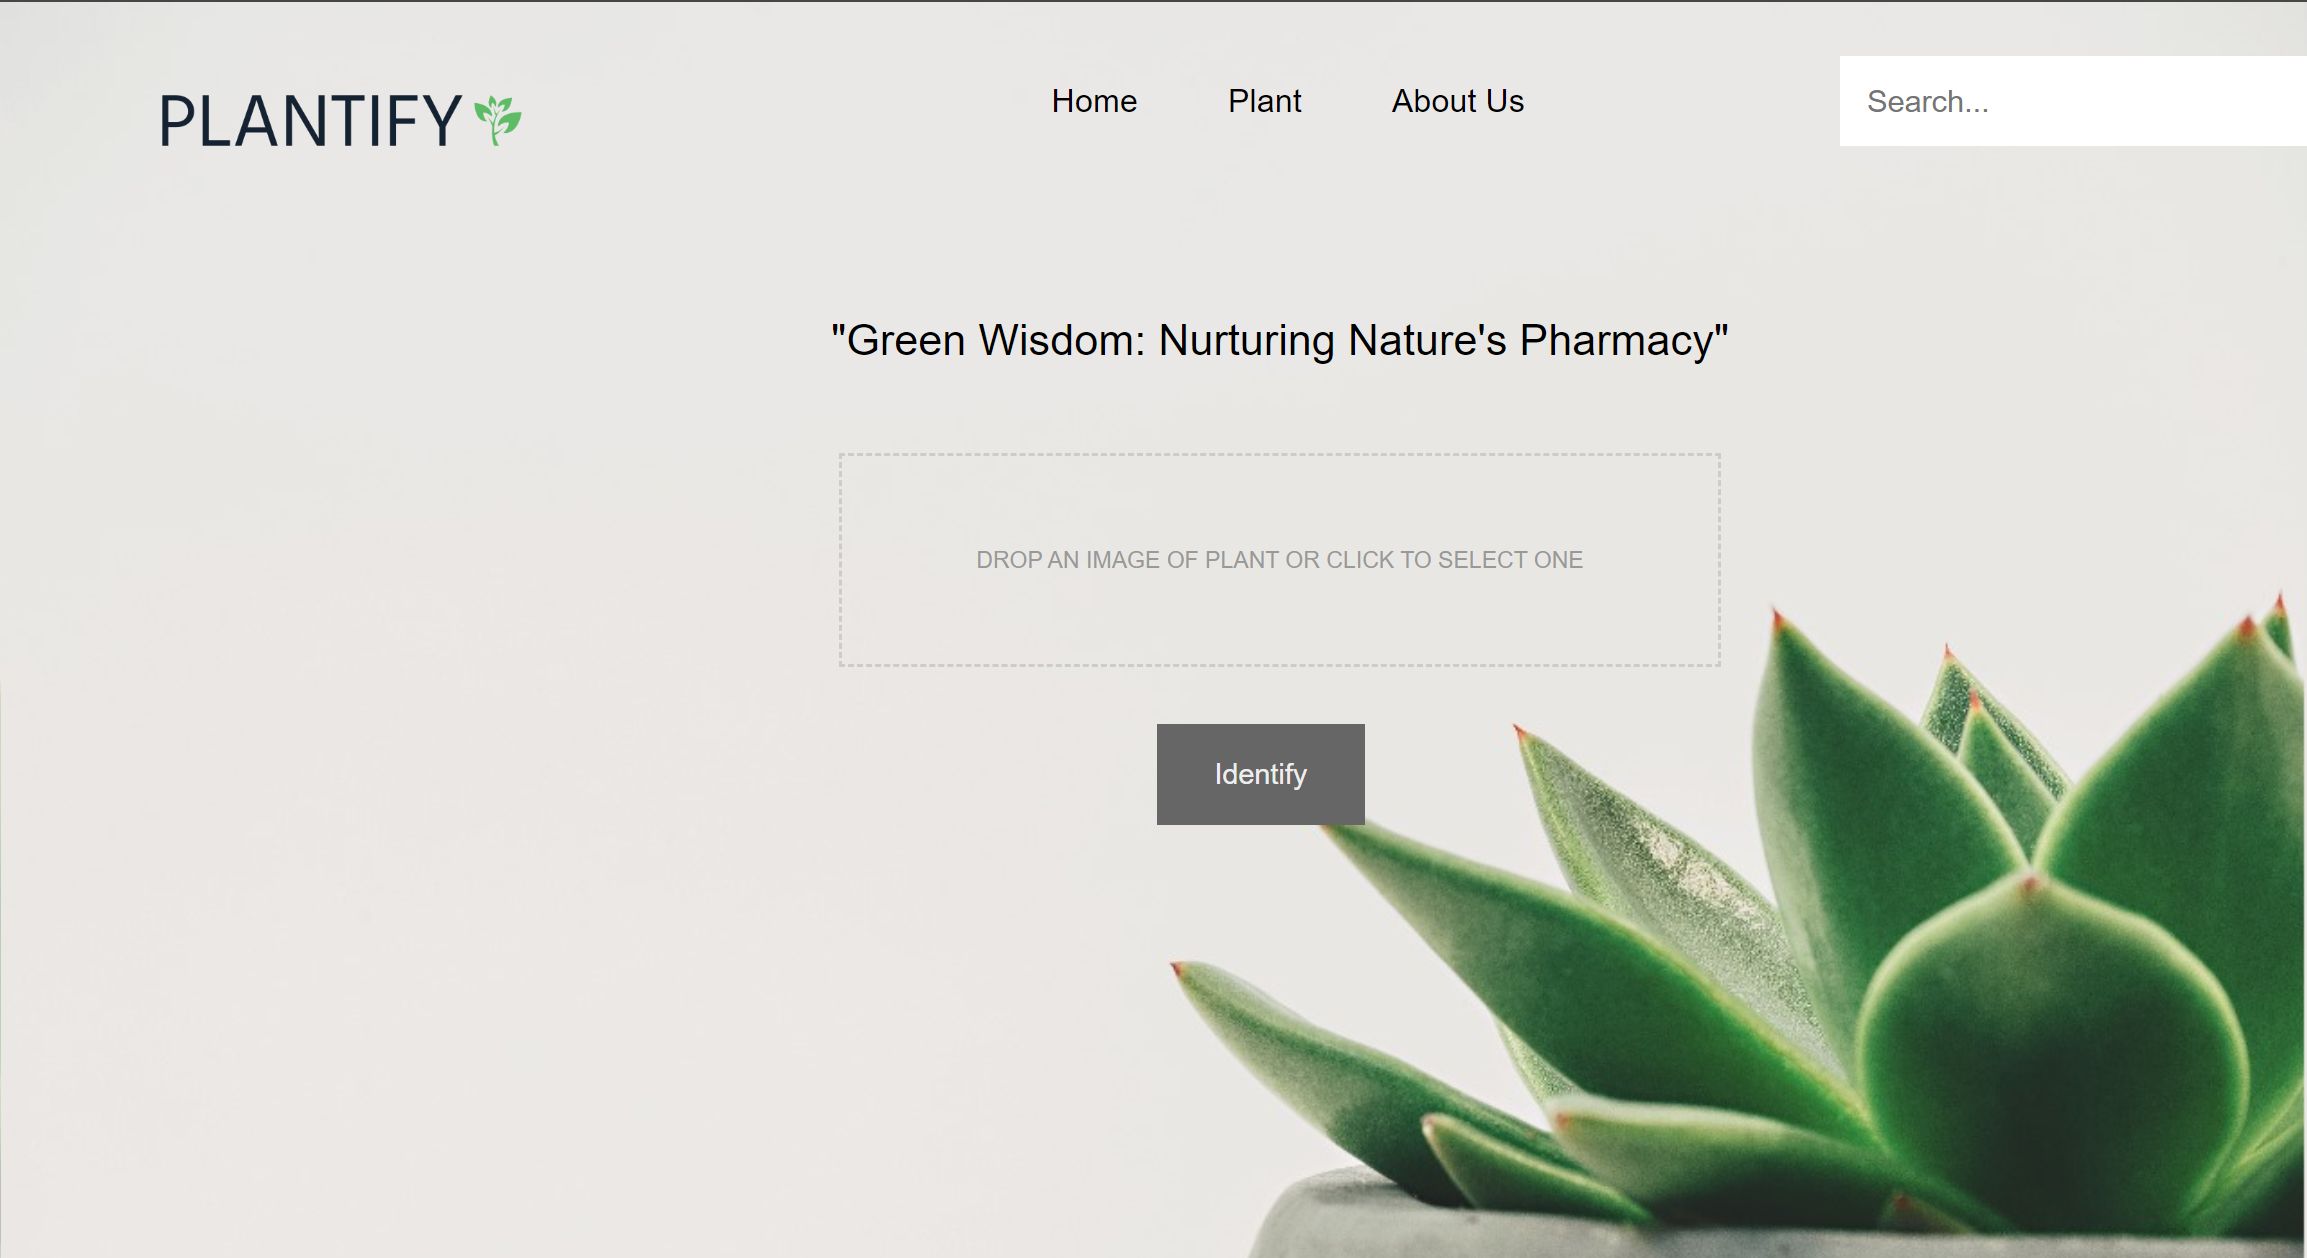 PLANTIFY
Home
Plant
About Us
Search...
"Green Wisdom: Nurturing Nature's Pharmacy"
DROP AN IMAGE OF PLANT OR CLICK TO SELECT ONE
Identify